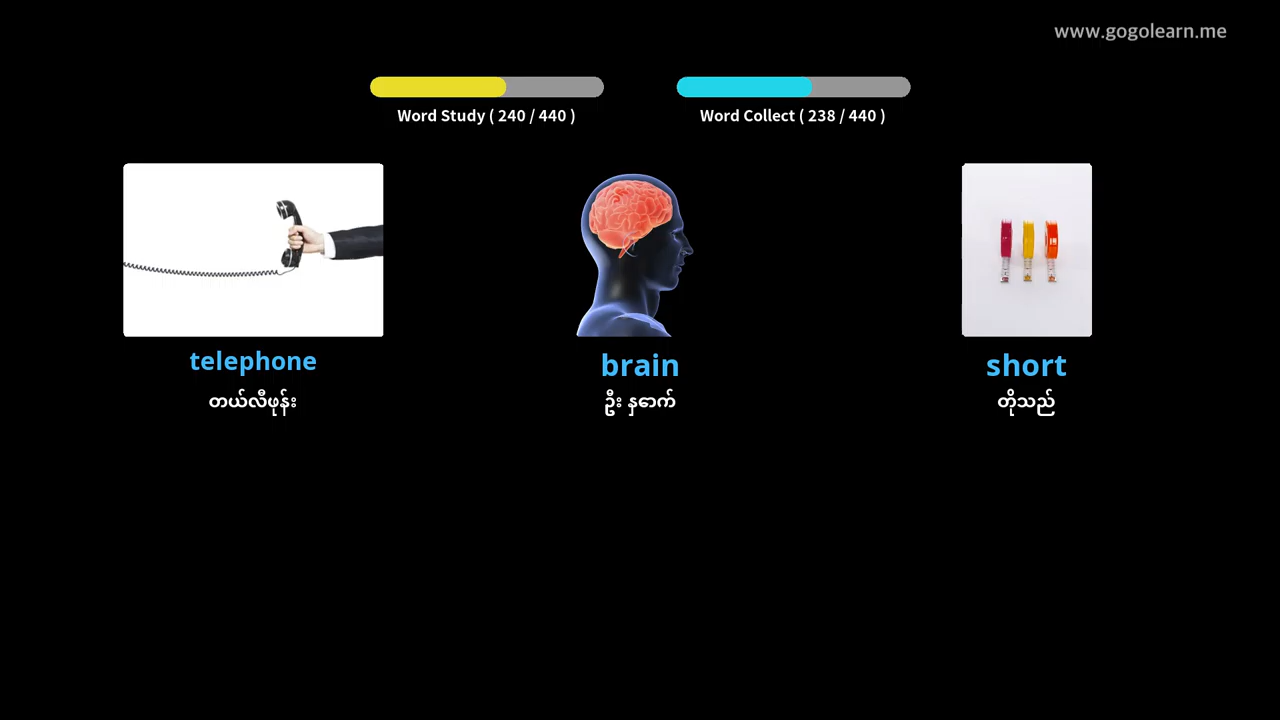 www.gogolearn.me
Word Study ( 240 / 440 )
Word Collect ( 238 / 440 )
telephone
brain
short
တယ်လီဖုန်း
ဦး နှောက်
တိုသည်